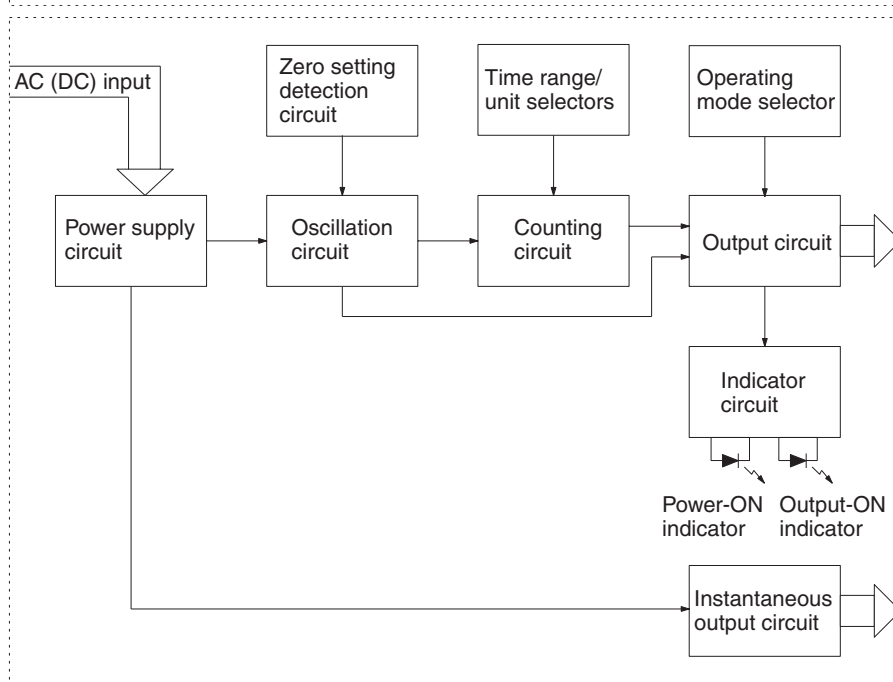 AC (DC) input
Zero setting
detection
circuit
Time range/
unit selectors
Operating
mode selector
Power supply
circuit
Oscillation
circuit
Counting
circuit
Output circuit
Indicator
circuit
Power-ON
indicator
Output-ON
indicator
Instantaneous
output circuit